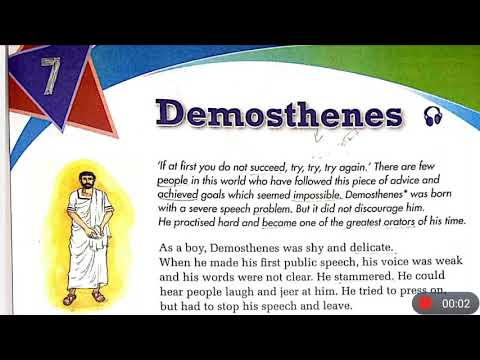 7
Demosthenes
'If at first you do not succeed, try, try, try again.' There are few
people in this world who have followed this piece of advice and
achieved goals which seemed impossible. Demosthenes* was born
with a severe speech problem. But it did not discourage him.
He practised hard and became one of the greatest orators of his time.
As a boy, Demosthenes was shy and delicate.
When he made his first public speech, his voice was weak
and his words were not clear. He stammered. He could
hear people laugh and jeer at him. He tried to press on,
but had to stop his speech and leave.
00:02